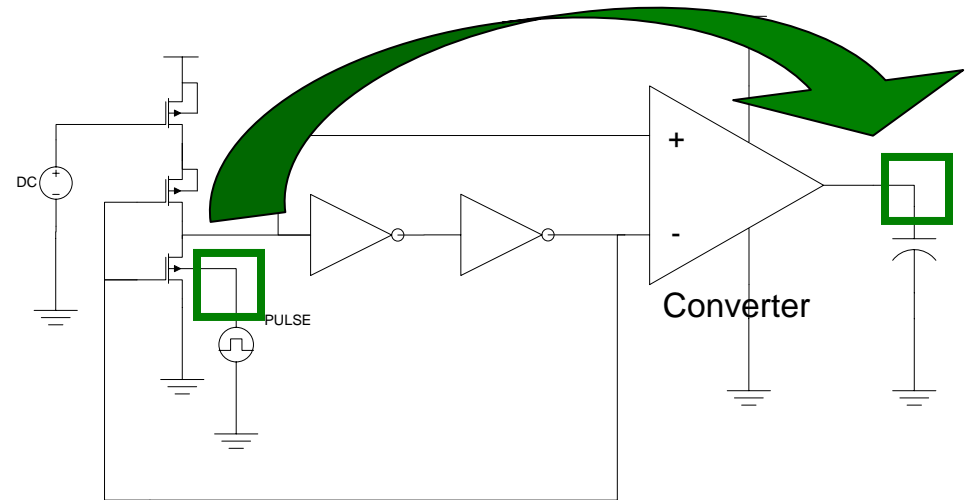 +
DC
+
−
-
PULSE
Converter